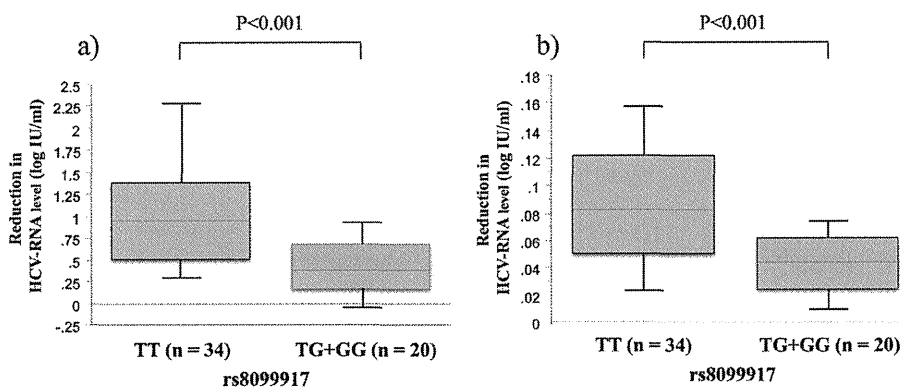 a)
P<0.001
Reduction in
HCV-RNA level (log IU/ml)
2.5
2.25
2
1.75
1.5
1.25
1
.75
.5
.25
0
-.25
TT (n = 34)
TG+GG (n = 20)
rs8099917
b)
P<0.001
Reduction in
HCV-RNA level (log IU/ml)
.18
.16
.14
.12
.1
.08
.06
.04
.02
0
TT (n = 34)
TG+GG (n = 20)
rs8099917